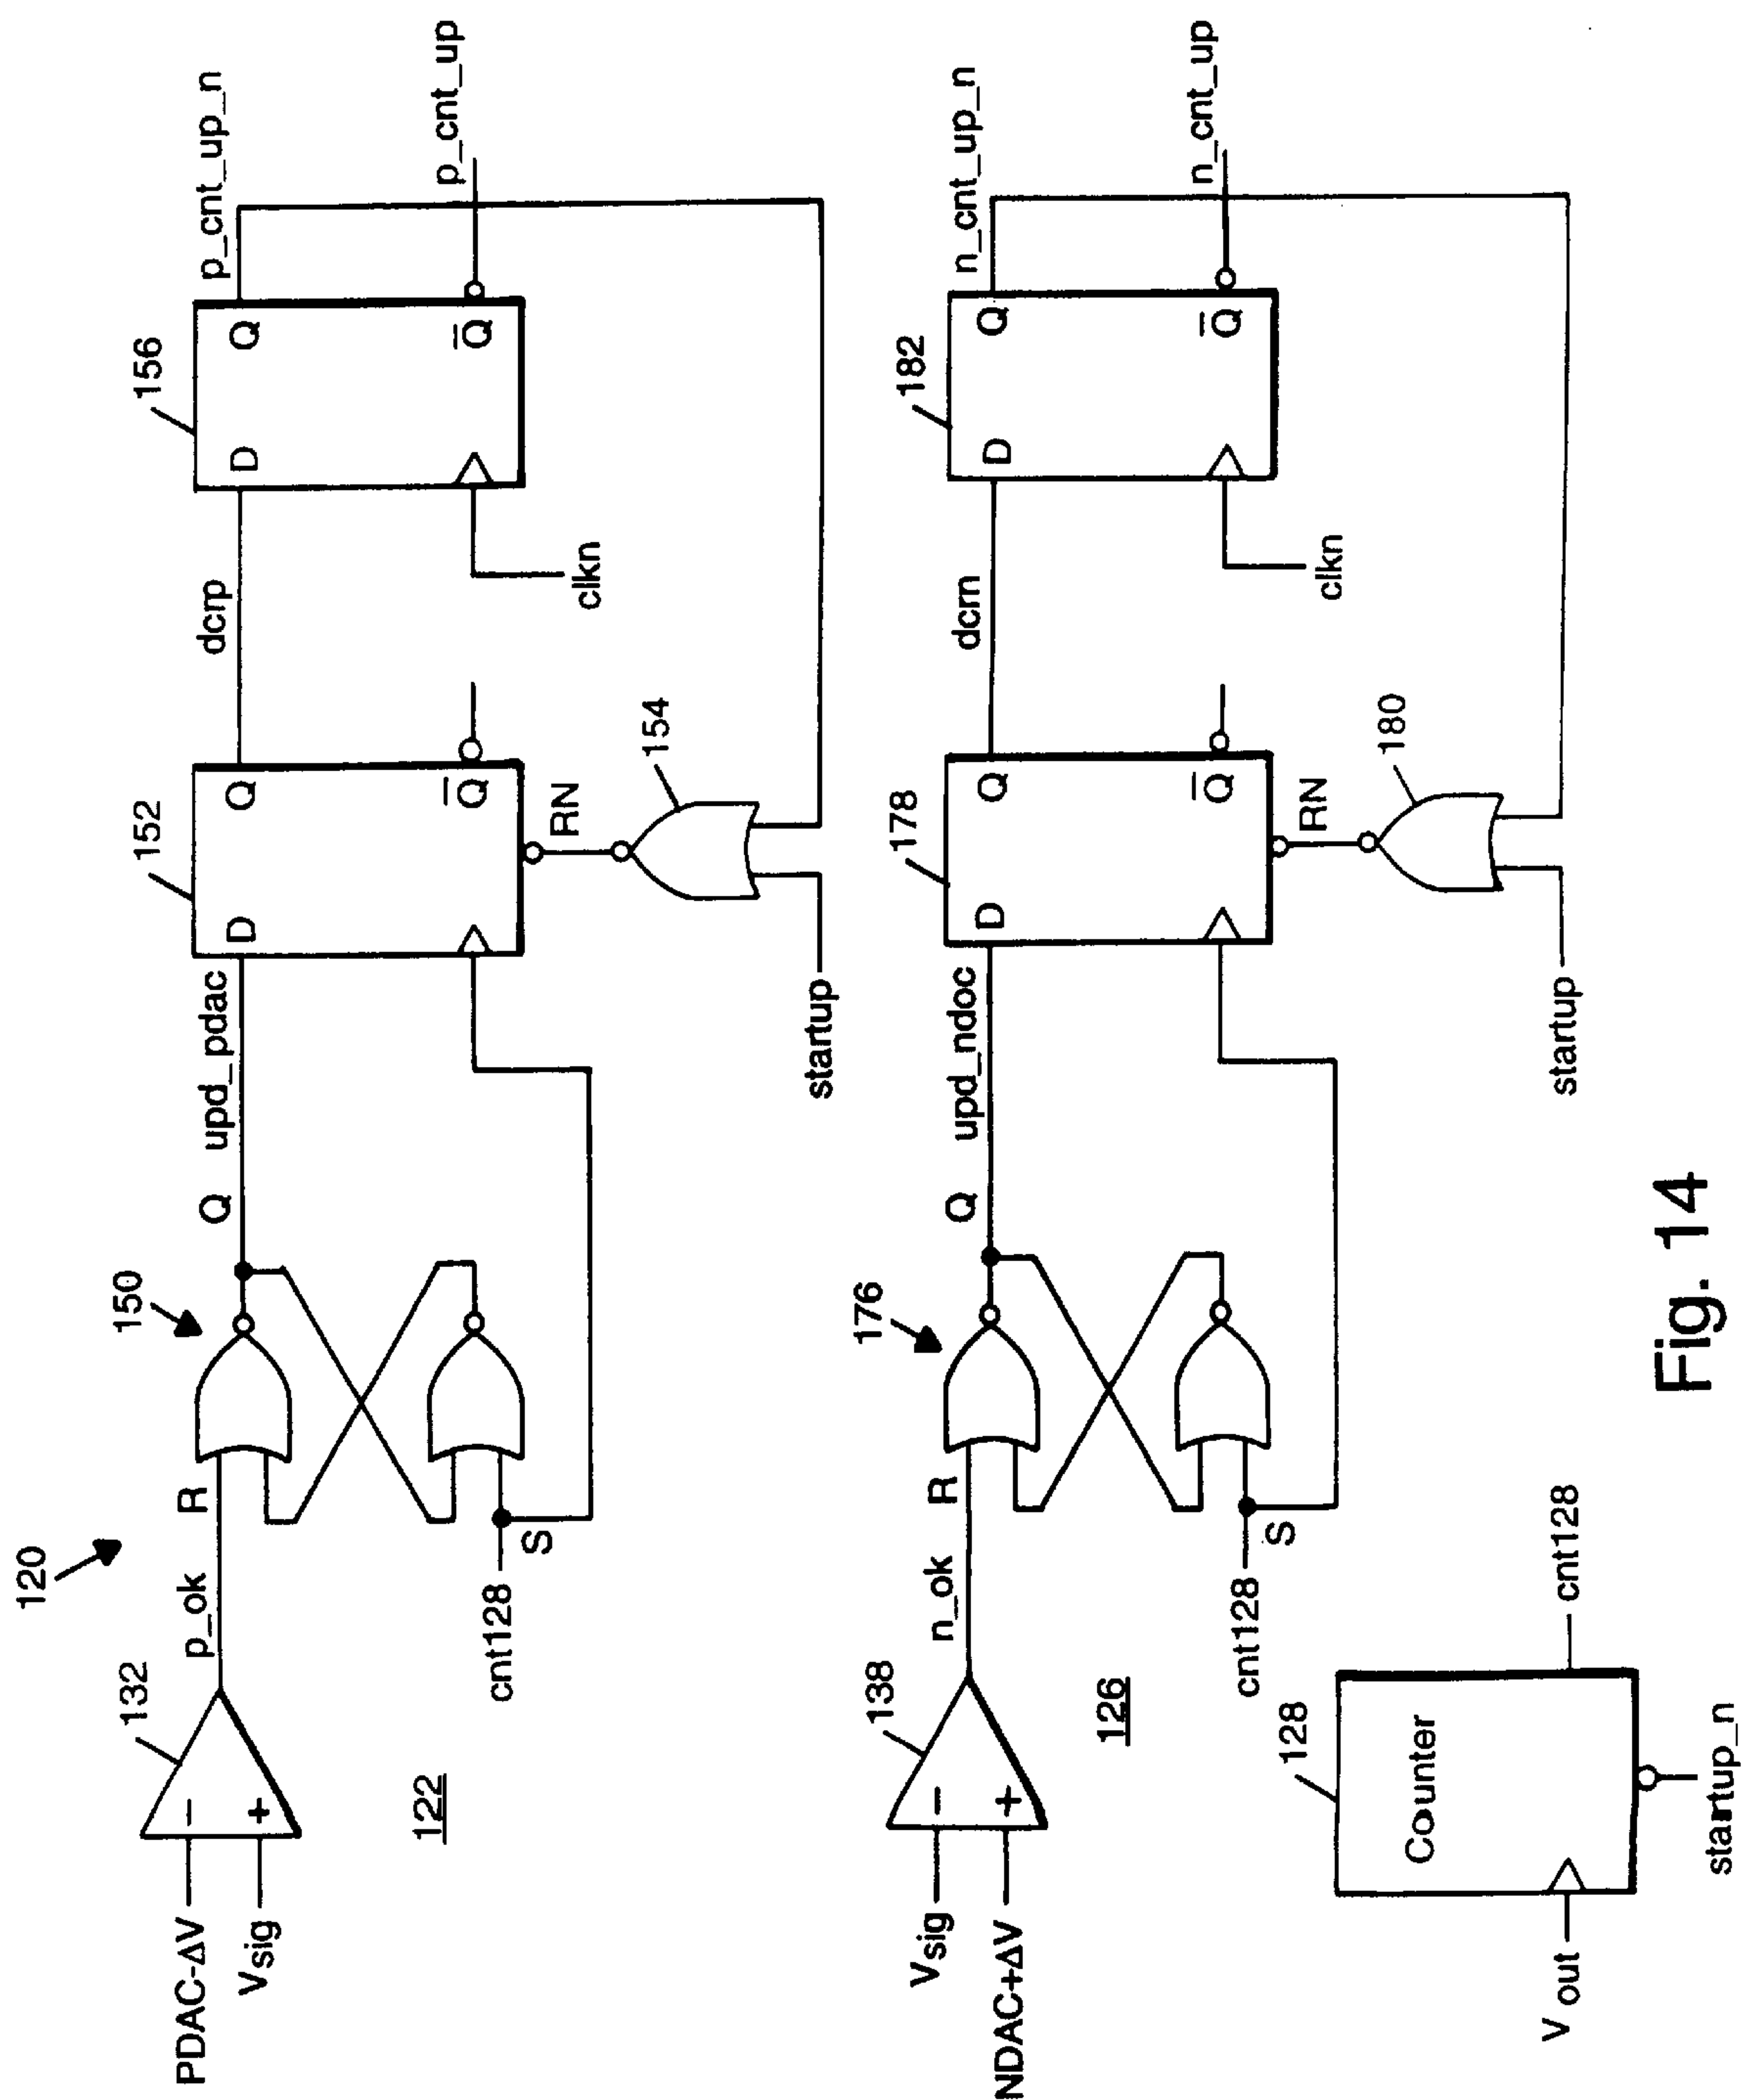 120
PDAC-ΔV
Vsig
132
-
+
p_ok
R
150
Q
upd_pdac
cnt128
S
152
D
Q
Q̅
RN
154
startup
dcrp
156
D
Q
Q̅
clkn
p_cnt_up_n
p_cnt_up
122
Vsig
NDAC+ΔV
138
-
+
n_ok
R
176
Q
upd_ndoc
cnt128
S
178
D
Q
Q̅
RN
180
startup
dcrn
182
D
Q
Q̅
clkn
n_cnt_up_n
n_cnt_up
126
V out
128
Counter
cnt128
startup_n
Fig. 14